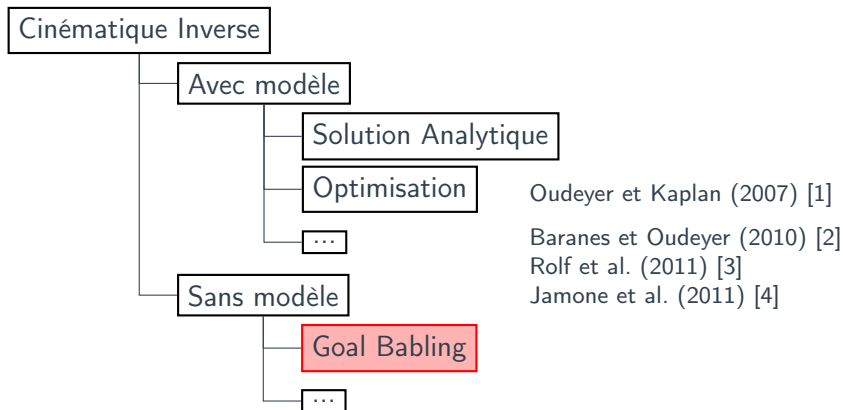 Cinématique Inverse
Avec modèle
Solution Analytique
Optimisation
...
Sans modèle
Goal Babling
...
Oudeyer et Kaplan (2007) [1]
Baranes et Oudeyer (2010) [2]
Rolf et al. (2011) [3]
Jamone et al. (2011) [4]